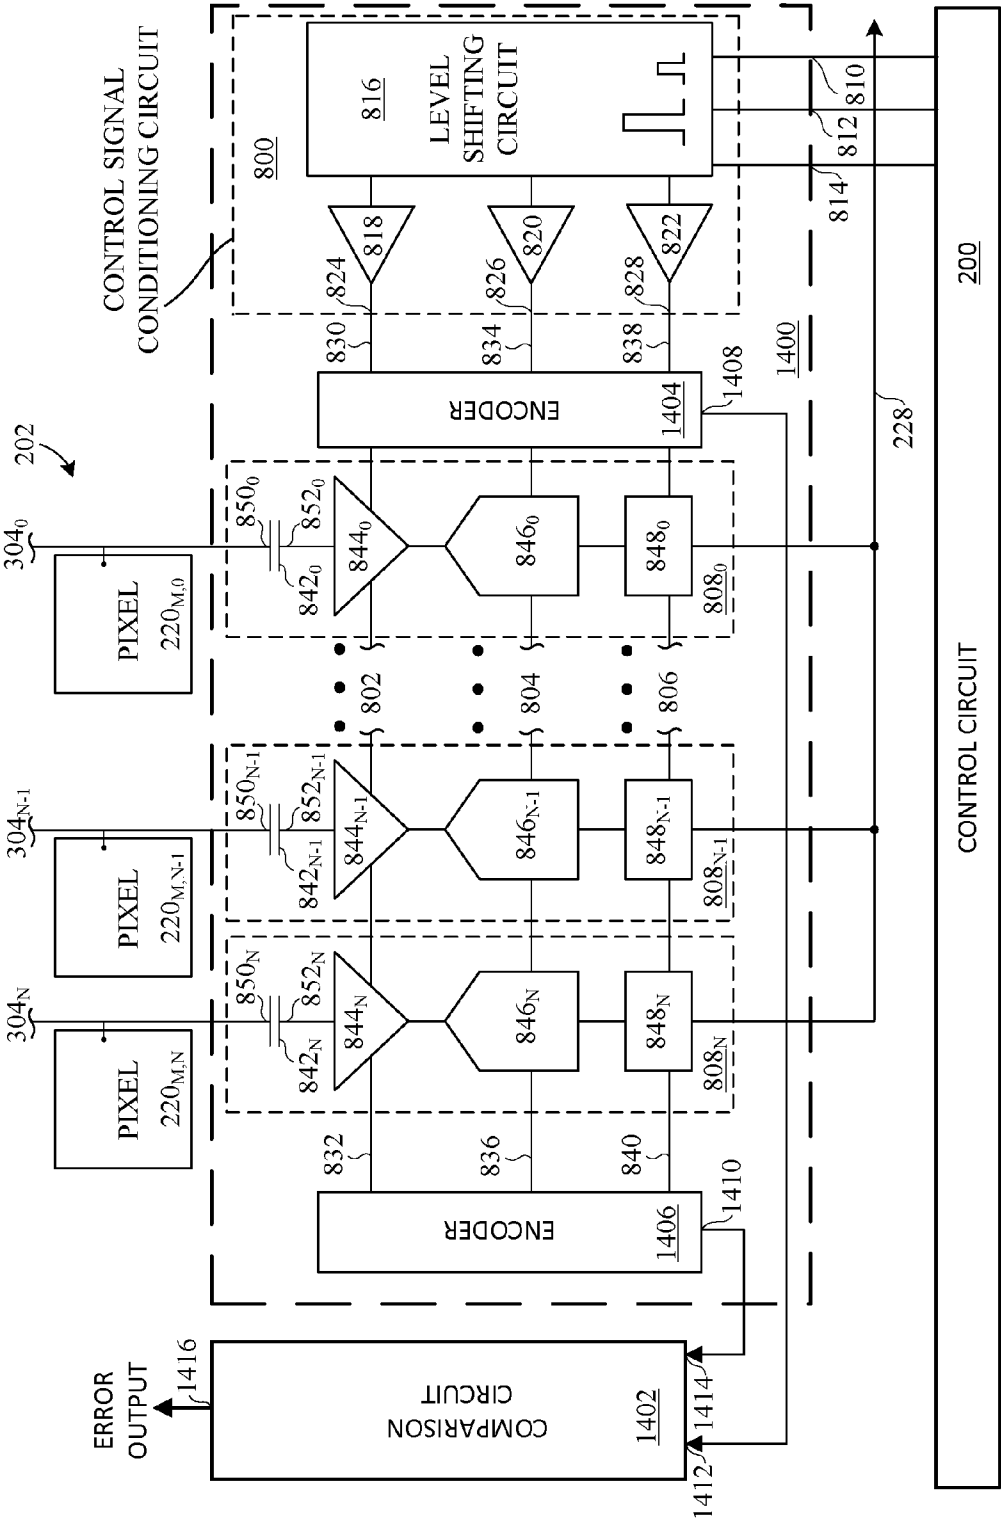 ERROR
OUTPUT
1416
COMPARISON
CIRCUIT
1402
1412
1414
1410
ENCODER
1406
832
836
840
304N
PIXEL
220M,N
850N
852N
842N
844N
846N
848N
808N
304N-1
PIXEL
220M,N-1
850N-1
852N-1
842N-1
844N-1
846N-1
848N-1
808N-1
802
804
806
202
3040
PIXEL
220M,0
8500
8520
8420
8440
8460
8480
8080
ENCODER
1404
1408
1400
228
830
834
838
824
826
828
818
820
822
CONTROL SIGNAL
CONDITIONING CIRCUIT
800
816
LEVEL
SHIFTING
CIRCUIT
810
812
814
CONTROL CIRCUIT
200